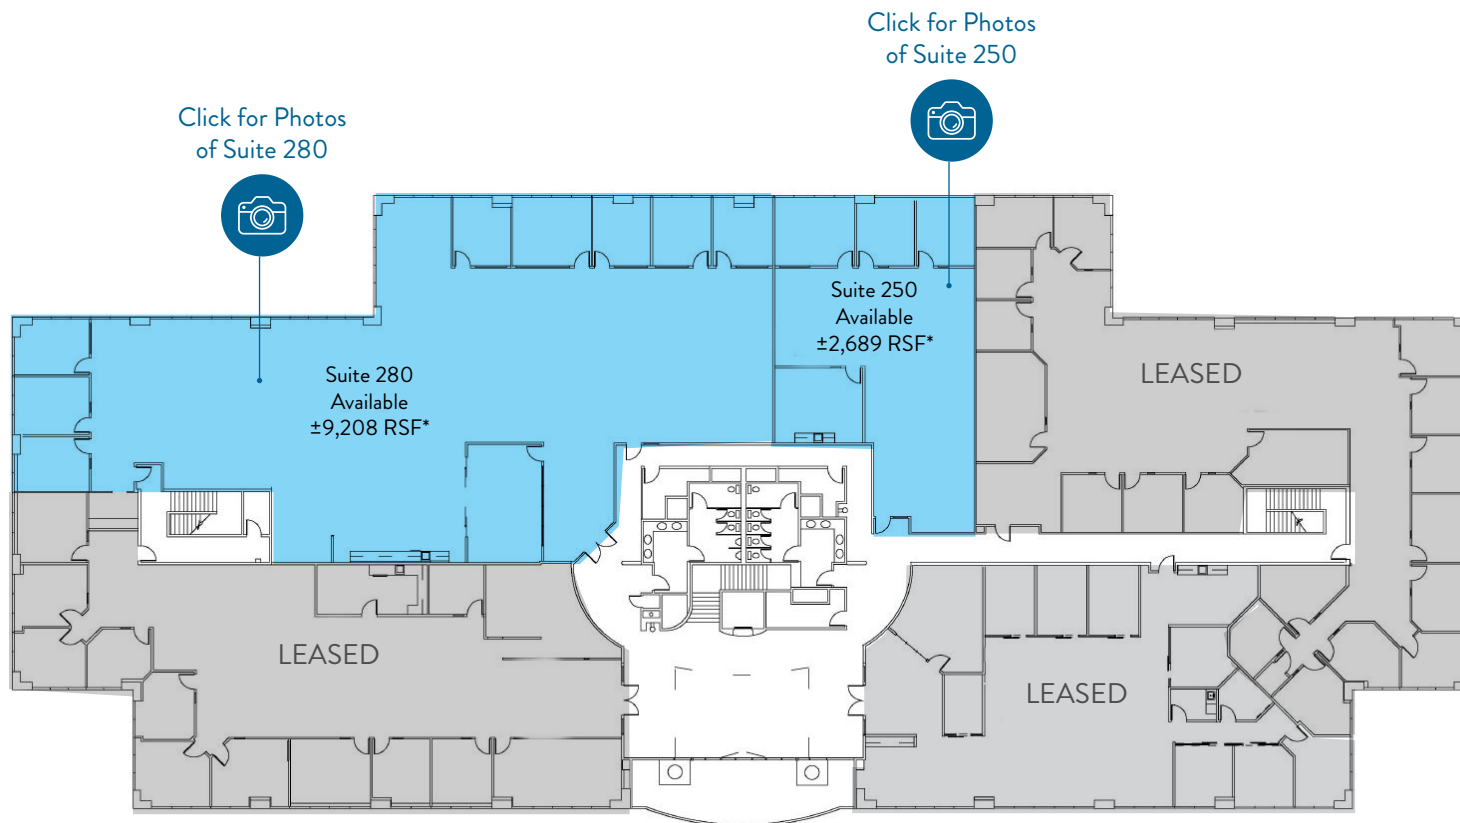 Click for Photos
of Suite 250
Click for Photos
of Suite 280
Suite 250
Available
±2,689 RSF*
Suite 280
Available
±9,208 RSF*
LEASED
LEASED
LEASED